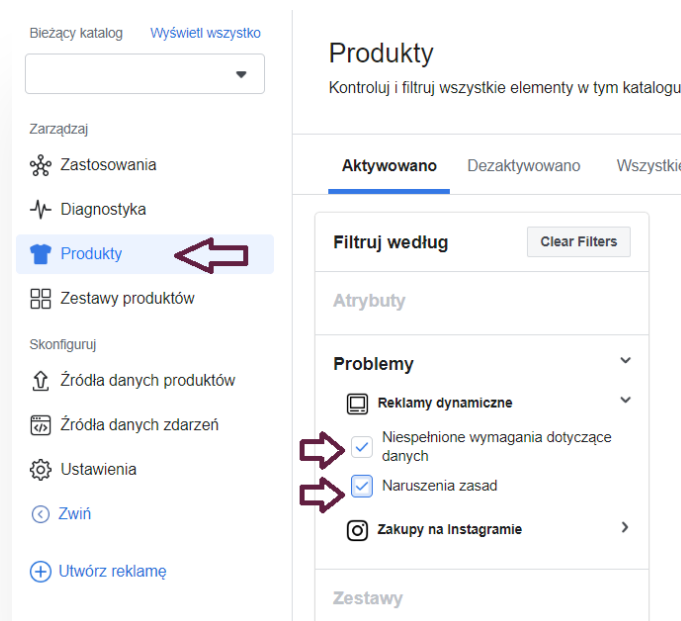 Bieżący katalog Wyświetl wszystko
Zarządzaj
Zastosowania
Diagnostyka
Produkty
Zestawy produktów
Skonfiguruj
Źródła danych produktów
Źródła danych zdarzeń
Ustawienia
Zwiń
Utwórz reklamę
Produkty
Kontroluj i filtruj wszystkie elementy w tym katalogu
Aktywowano Dezaktywowano Wszystkie
Filtruj według Clear Filters
Atrybuty
Problemy
Reklamy dynamiczne
Niespełnione wymagania dotyczące
danych
Naruszenia zasad
Zakupy na Instagramie
Zestawy